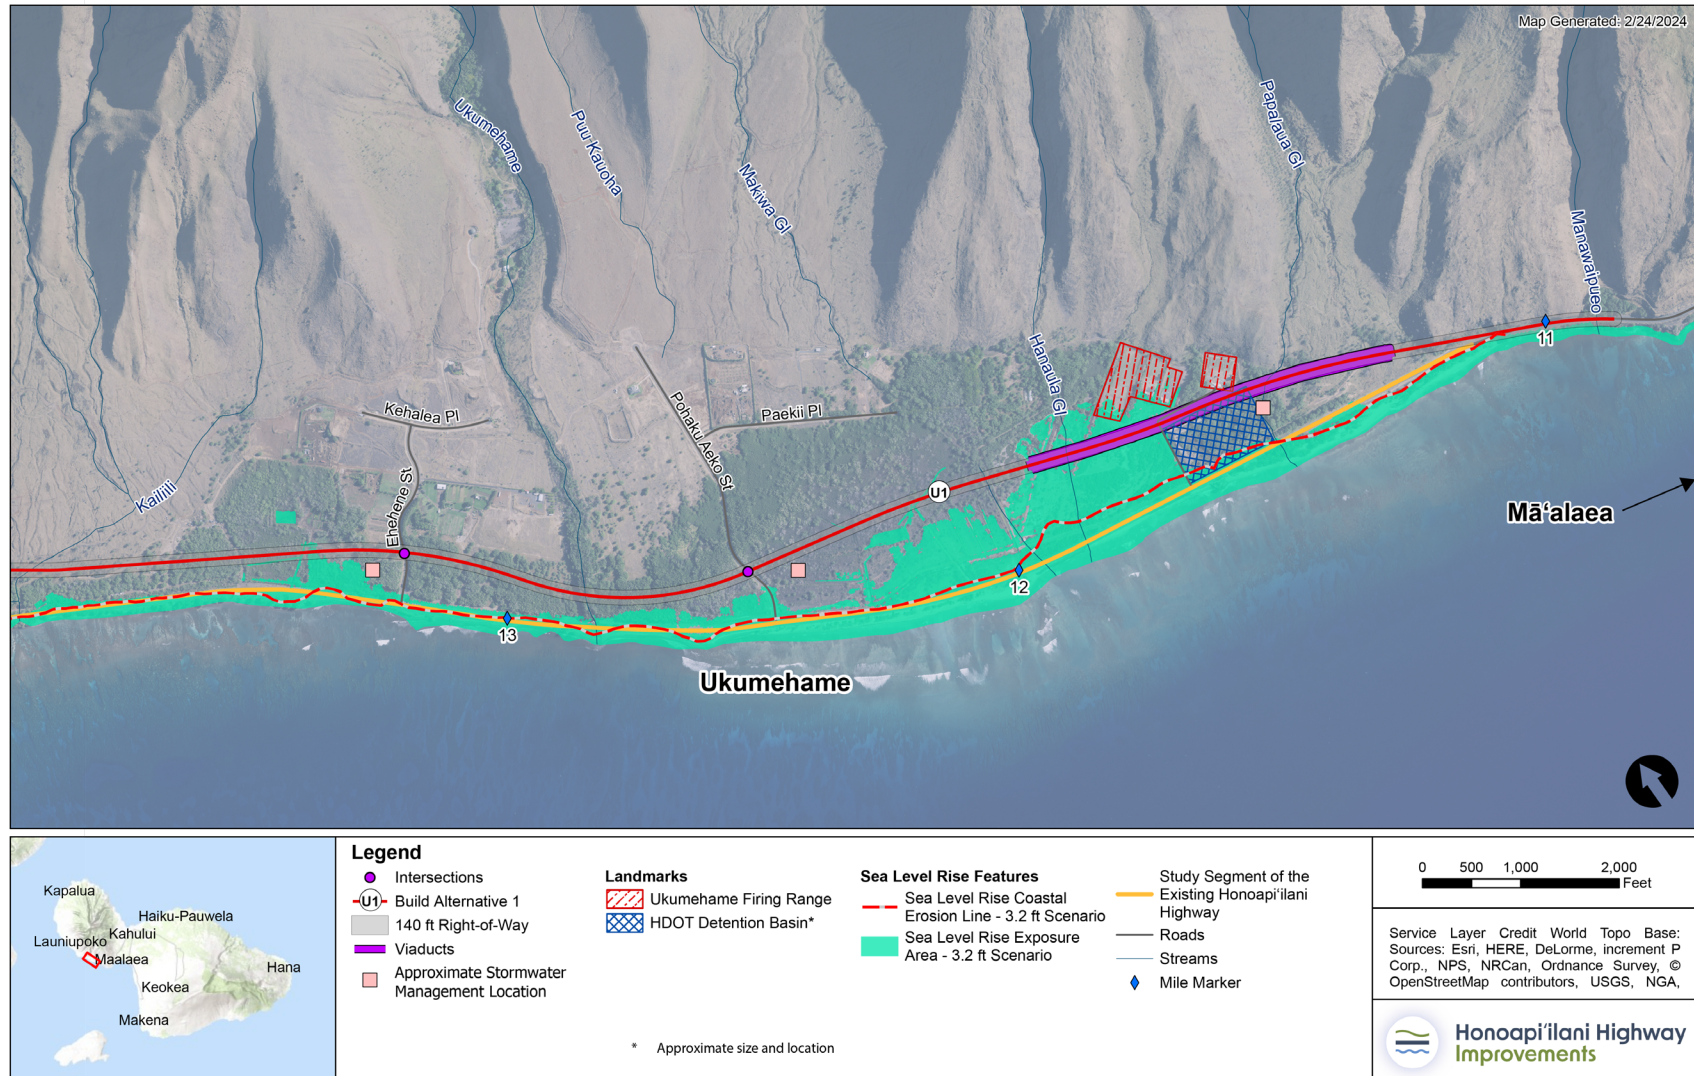 Map Generated: 2/24/2024
Ukumehame
Puu Kauoha
Makiwa Gl
Papalaua Gl
Manawaipueo
Hanaula Gl
Kailiili
Kehalea Pl
Ehehene St
Pohaku Aeko St
Paekii Pl
U1
11
12
13
Māʻalaea
Ukumehame
Kapalua
Haiku-Pauwela
Kahului
Launiupoko
Maalaea
Hana
Keokea
Makena
Legend
Intersections
U1 Build Alternative 1
140 ft Right-of-Way
Viaducts
Approximate Stormwater
Management Location
Landmarks
Ukumehame Firing Range
HDOT Detention Basin*
* Approximate size and location
Sea Level Rise Features
Sea Level Rise Coastal
Erosion Line - 3.2 ft Scenario
Sea Level Rise Exposure
Area - 3.2 ft Scenario
Study Segment of the
Existing Honoapiʻilani
Highway
Roads
Streams
Mile Marker
0 500 1,000 2,000
Feet
Service Layer Credit World Topo Base:
Sources: Esri, HERE, DeLorme, increment P
Corp., NPS, NRCan, Ordnance Survey, ©
OpenStreetMap contributors, USGS, NGA,
Honoapiʻilani Highway
Improvements